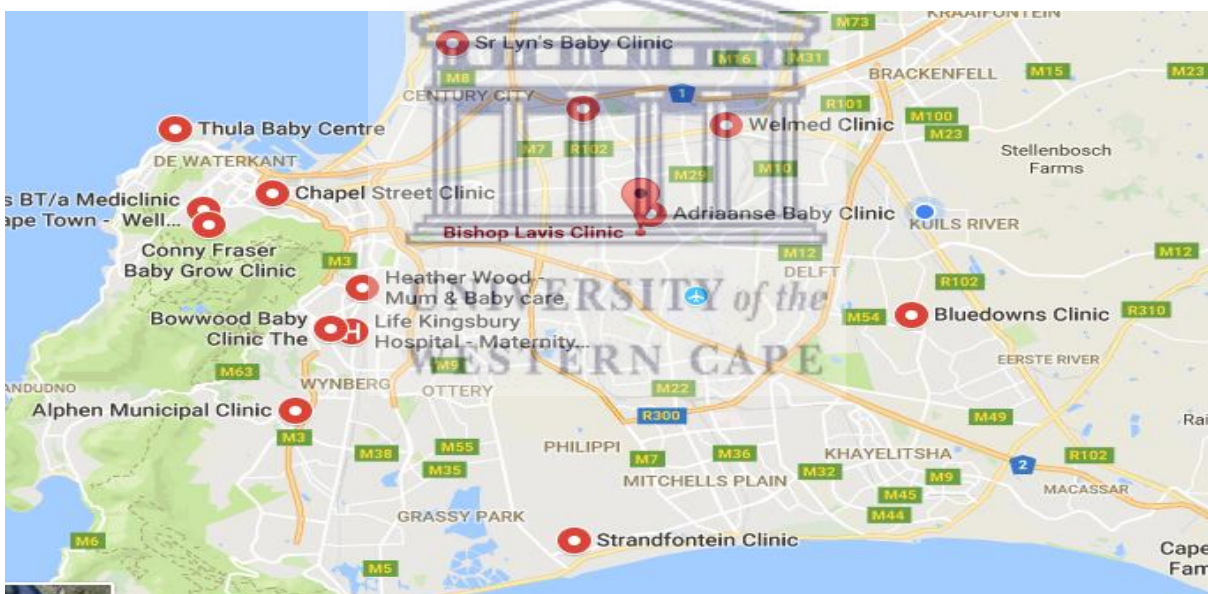 KRAAIFONTEIN
M73
Sr Lyn's Baby Clinic
M16
M31
M8
BRACKENFELL
M15
M23
CENTURY CITY
1
R101
M100
M23
Thula Baby Centre
Welmed Clinic
DE WATERKANT
M7
R102
M10
Stellenbosch
Farms
M29
Chapel Street Clinic
s BT/a Mediclinic
ape Town - Well...
Adriaanse Baby Clinic
Bishop Lavis Clinic
KUILS RIVER
Conny Fraser
Baby Grow Clinic
M3
M12
M12
DELFT
Heather Wood -
Mum & Baby care,
R102
UNIVERSITY of the
WESTERN CAPE
Bowwood Baby
Clinic The
H
Life Kingsbury
Hospital - Maternity...
M54
Bluedowns Clinic
R310
EERSTE RIVER
M63
M9
ANDUDNO
WYNBERG
OTTERY
M22
Alphen Municipal Clinic
R300
M49
Rai
M3
M38
M55
M35
PHILIPPI
M7
M36
KHAYELITSHA
M32
M9
2
R102
MITCHELLS PLAIN
M45
M44
MACASSAR
GRASSY PARK
M6
Strandfontein Clinic
Cape
Fam
M5